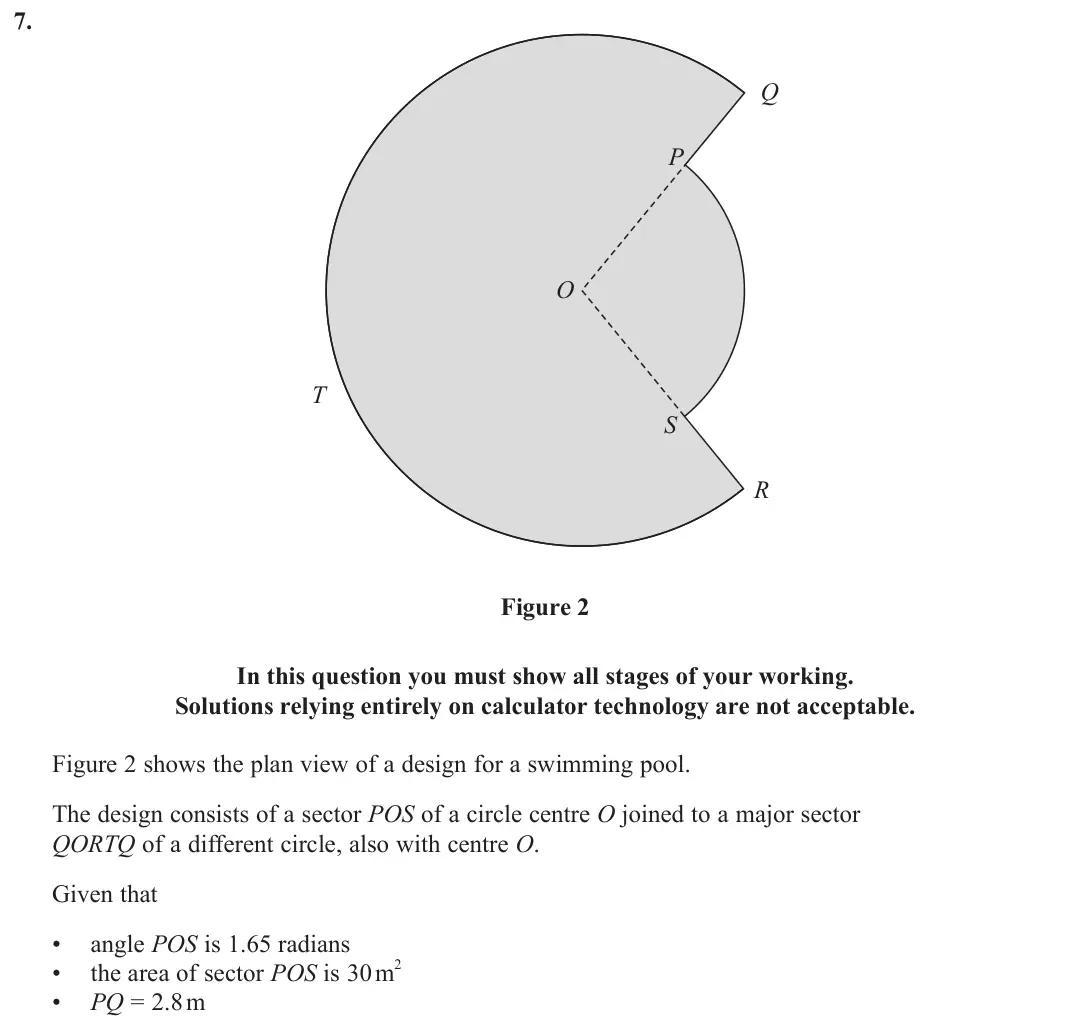 7.
Q
P
O
T
S
R
Figure 2
In this question you must show all stages of your working.
Solutions relying entirely on calculator technology are not acceptable.
Figure 2 shows the plan view of a design for a swimming pool.
The design consists of a sector POS of a circle centre O joined to a major sector
QORTQ of a different circle, also with centre O.
Given that
• angle POS is 1.65 radians
• the area of sector POS is 30 m²
• PQ = 2.8 m